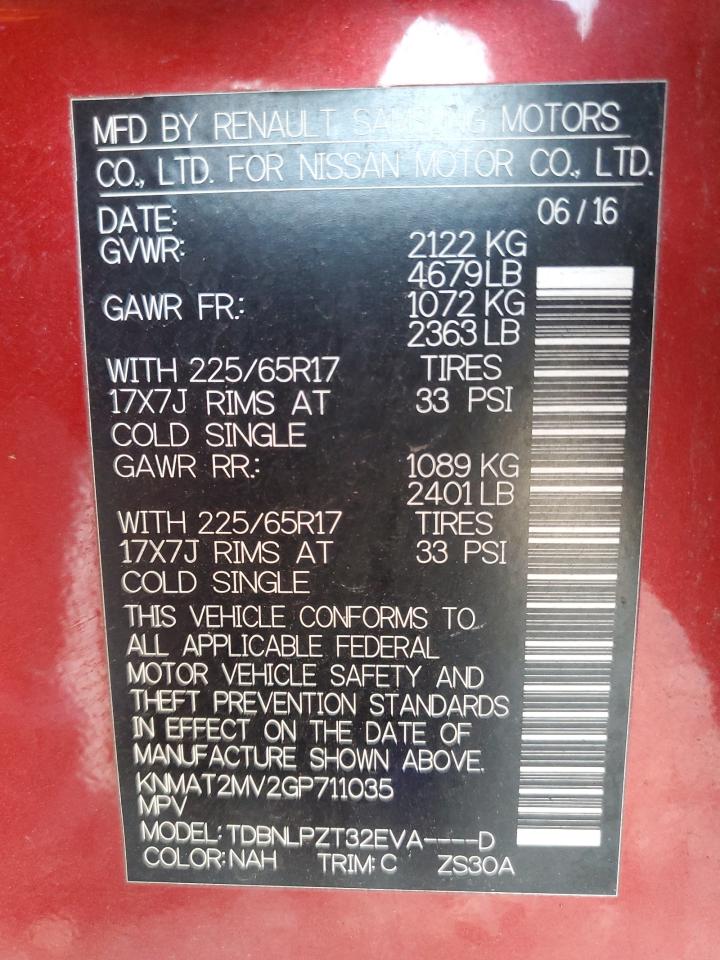 MFD BY RENAULT SAMSUNG MOTORS
CO., LTD. FOR NISSAN MOTOR CO., LTD.
DATE: 06/16
GVWR: 2122 KG
4679 LB
GAWR FR.: 1072 KG
2363 LB
WITH 225/65R17 TIRES
17X7J RIMS AT 33 PSI
COLD SINGLE
GAWR RR.: 1089 KG
2401 LB
WITH 225/65R17 TIRES
17X7J RIMS AT 33 PSI
COLD SINGLE
THIS VEHICLE CONFORMS TO
ALL APPLICABLE FEDERAL
MOTOR VEHICLE SAFETY AND
THEFT PREVENTION STANDARDS
IN EFFECT ON THE DATE OF
MANUFACTURE SHOWN ABOVE.
KNMAT2MV2GP711035
MPV
MODEL: TDBNLPZT32EVA----D
COLOR: NAH TRIM: C ZS30A